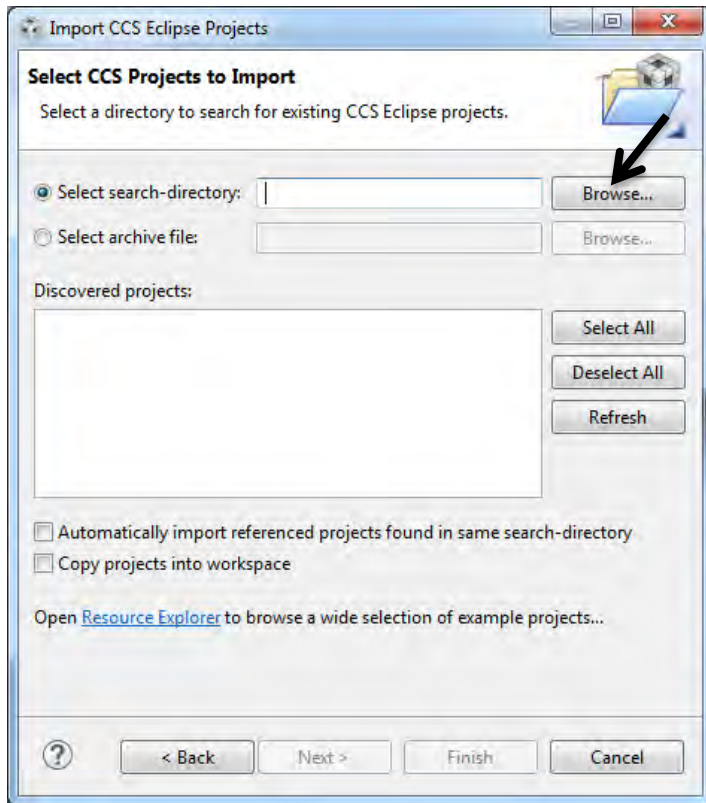 Import CCS Eclipse Projects
Select CCS Projects to Import
Select a directory to search for existing CCS Eclipse projects.
Select search-directory: Browse...
Select archive file: Browse...
Discovered projects:
Select All
Deselect All
Refresh
Automatically import referenced projects found in same search-directory
Copy projects into workspace
Open Resource Explorer to browse a wide selection of example projects...
? < Back Next > Finish Cancel